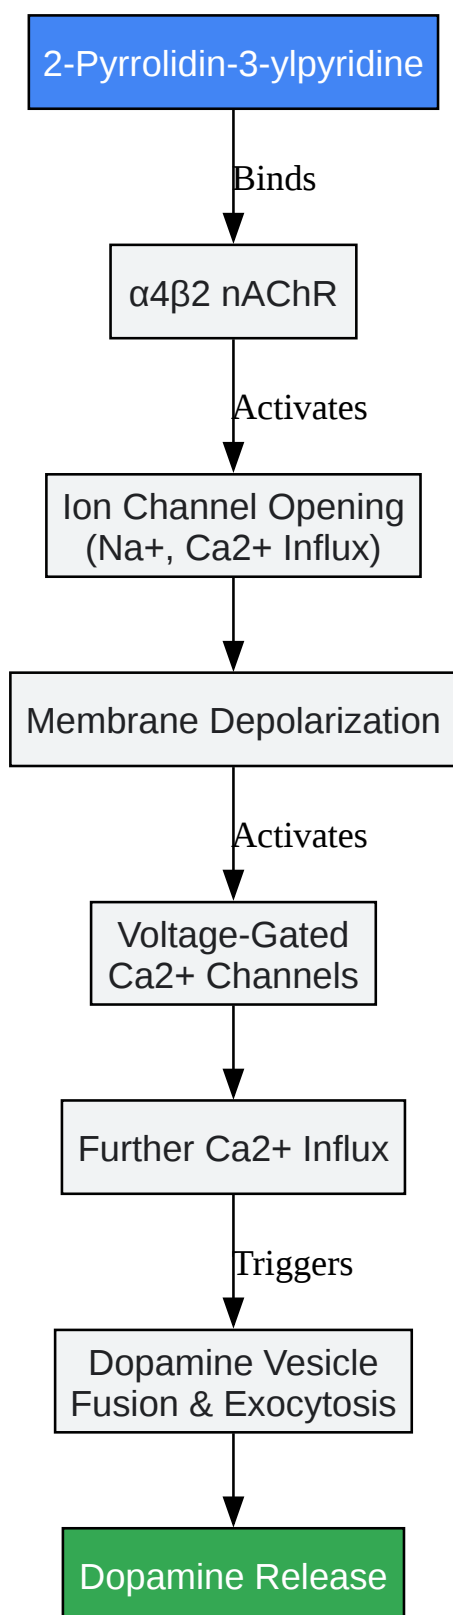 2-Pyrrolidin-3-ylpyridine
Binds
α4β2 nAChR
Activates
Ion Channel Opening
(Na+, Ca2+ Influx)
Membrane Depolarization
Activates
Voltage-Gated
Ca2+ Channels
Further Ca2+ Influx
Triggers
Dopamine Vesicle
Fusion & Exocytosis
Dopamine Release